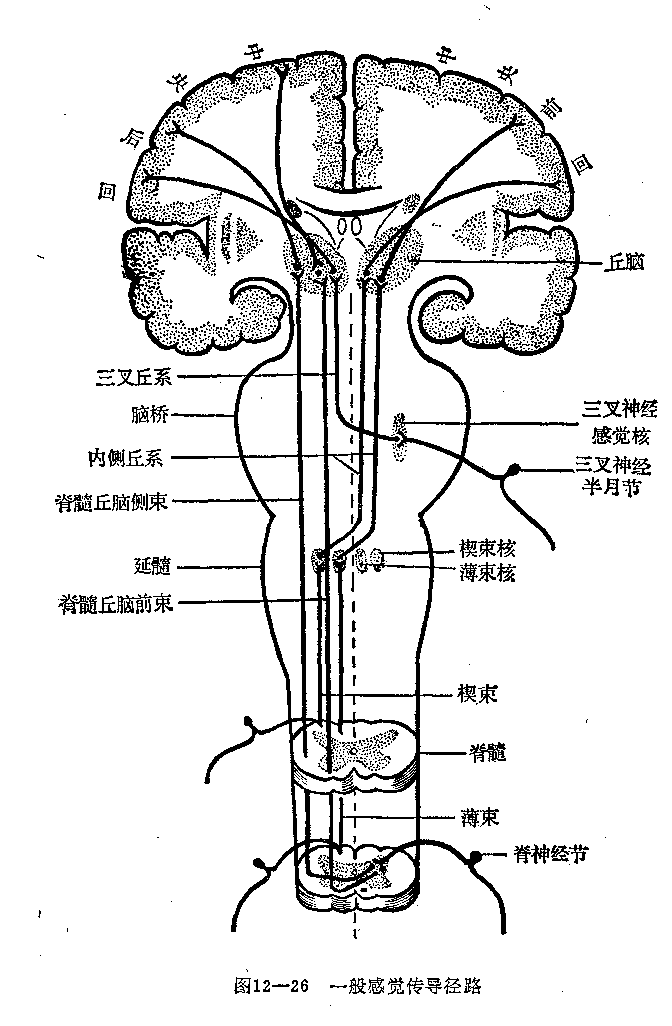 中央后回
中央前回
丘脑
三叉丘系
脑桥
三叉神经
感觉核
内侧丘系
三叉神经
半月节
脊髓丘脑侧束
楔束核
延髓
薄束核
脊髓丘脑前束
楔束
脊髓
薄束
脊神经节
图12—26 一般感觉传导径路